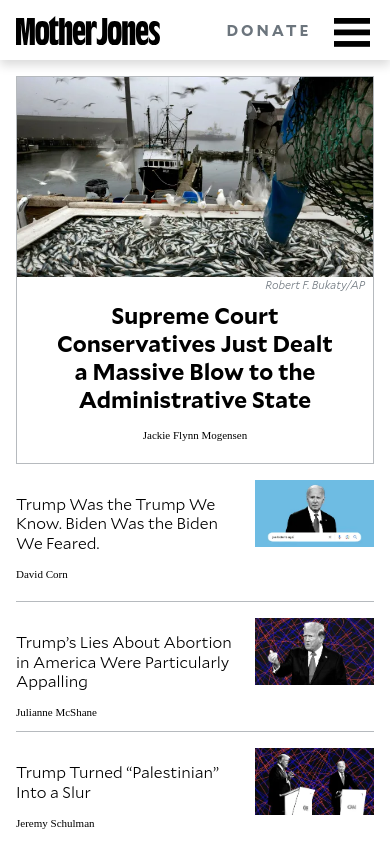 Mother Jones
DONATE
Robert F. Bukaty/AP
Supreme Court
Conservatives Just Dealt
a Massive Blow to the
Administrative State
Jackie Flynn Mogensen
Trump Was the Trump We
Know. Biden Was the Biden
We Feared.
David Corn
Trump’s Lies About Abortion
in America Were Particularly
Appalling
Julianne McShane
Trump Turned “Palestinian”
Into a Slur
Jeremy Schulman